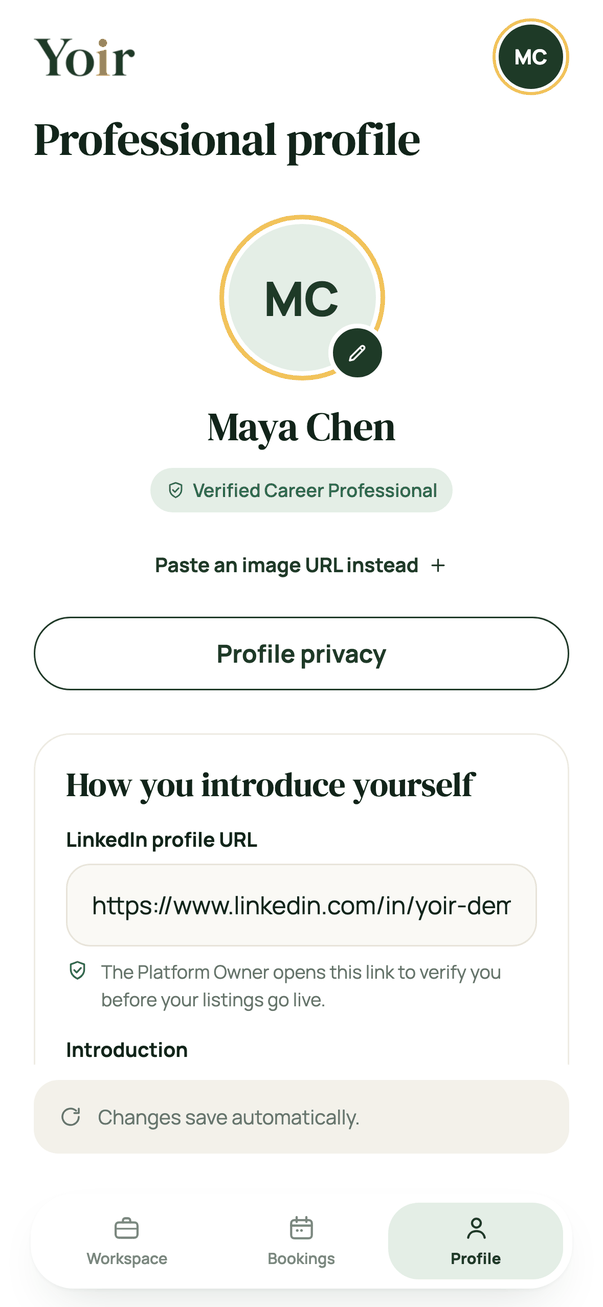 Yoir
MC
Professional profile
MC
Maya Chen
Verified Career Professional
Paste an image URL instead +
Profile privacy
How you introduce yourself
LinkedIn profile URL
https://www.linkedin.com/in/yoir-dem
The Platform Owner opens this link to verify you
before your listings go live.
Introduction
Changes save automatically.
Workspace
Bookings
Profile